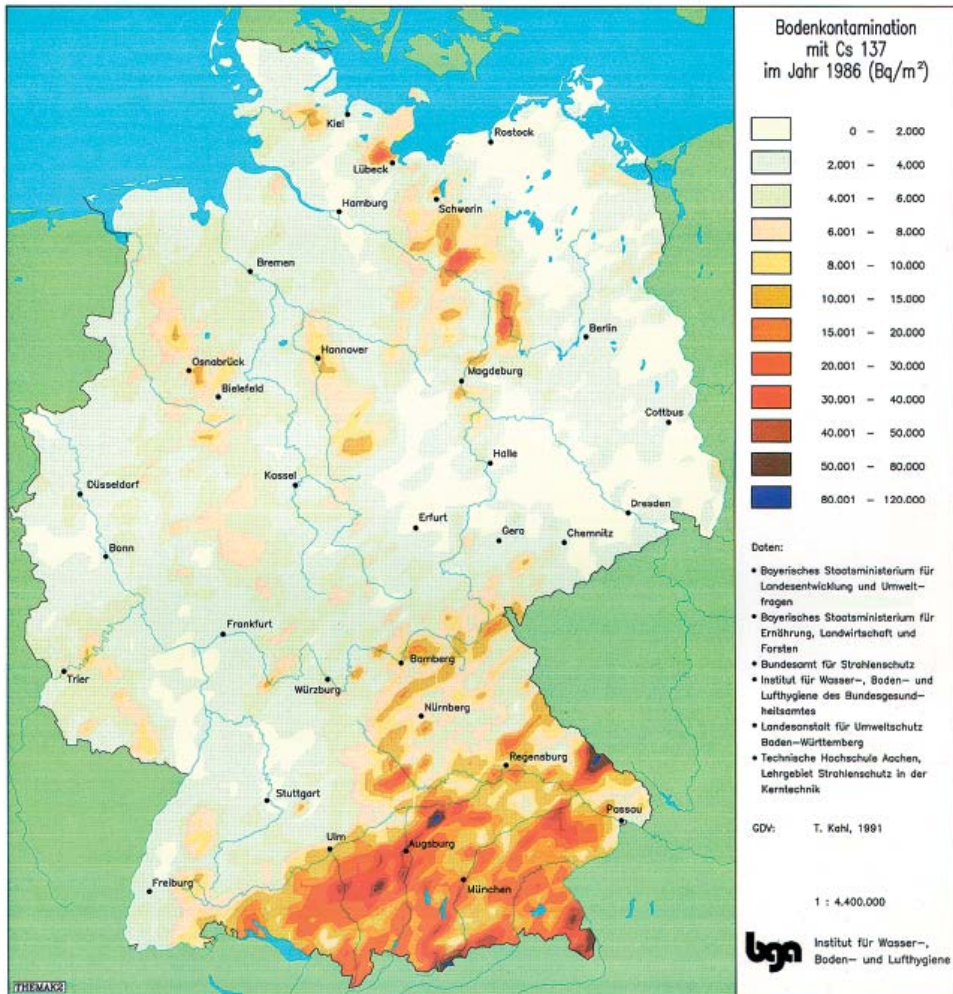 Bodenkontamination
mit Cs 137
im Jahr 1986 (Bq/m²)
0 – 2.000
2.001 – 4.000
4.001 – 6.000
6.001 – 8.000
8.001 – 10.000
10.001 – 15.000
15.001 – 20.000
20.001 – 30.000
30.001 – 40.000
40.001 – 50.000
50.001 – 80.000
80.001 – 120.000
Daten:
• Bayerisches Staatsministerium für
Landesentwicklung und Umwelt–
fragen
• Bayerisches Staatsministerium für
Ernährung, Landwirtschaft und
Forsten
• Bundesamt für Strahlenschutz
• Institut für Wasser–, Boden– und
Lufthygiene des Bundesgesund–
heitsamtes
• Landesanstalt für Umweltschutz
Baden–Württemberg
• Technische Hochschule Aachen,
Lehrgebiet Strahlenschutz in der
Kerntechnik
GDV: T. Kahl, 1991
1 : 4.400.000
bga
Institut für Wasser–,
Boden– und Lufthygiene
Kiel
Rostock
Lübeck
Schwerin
Hamburg
Bremen
Berlin
Hannover
Osnabrück
Magdeburg
Bielefeld
Cottbus
Halle
Kassel
Düsseldorf
Dresden
Erfurt
Gera
Chemnitz
Bonn
Frankfurt
Bamberg
Trier
Würzburg
Nürnberg
Regensburg
Stuttgart
Passau
Ulm
Augsburg
München
Freiburg
THEMAK2